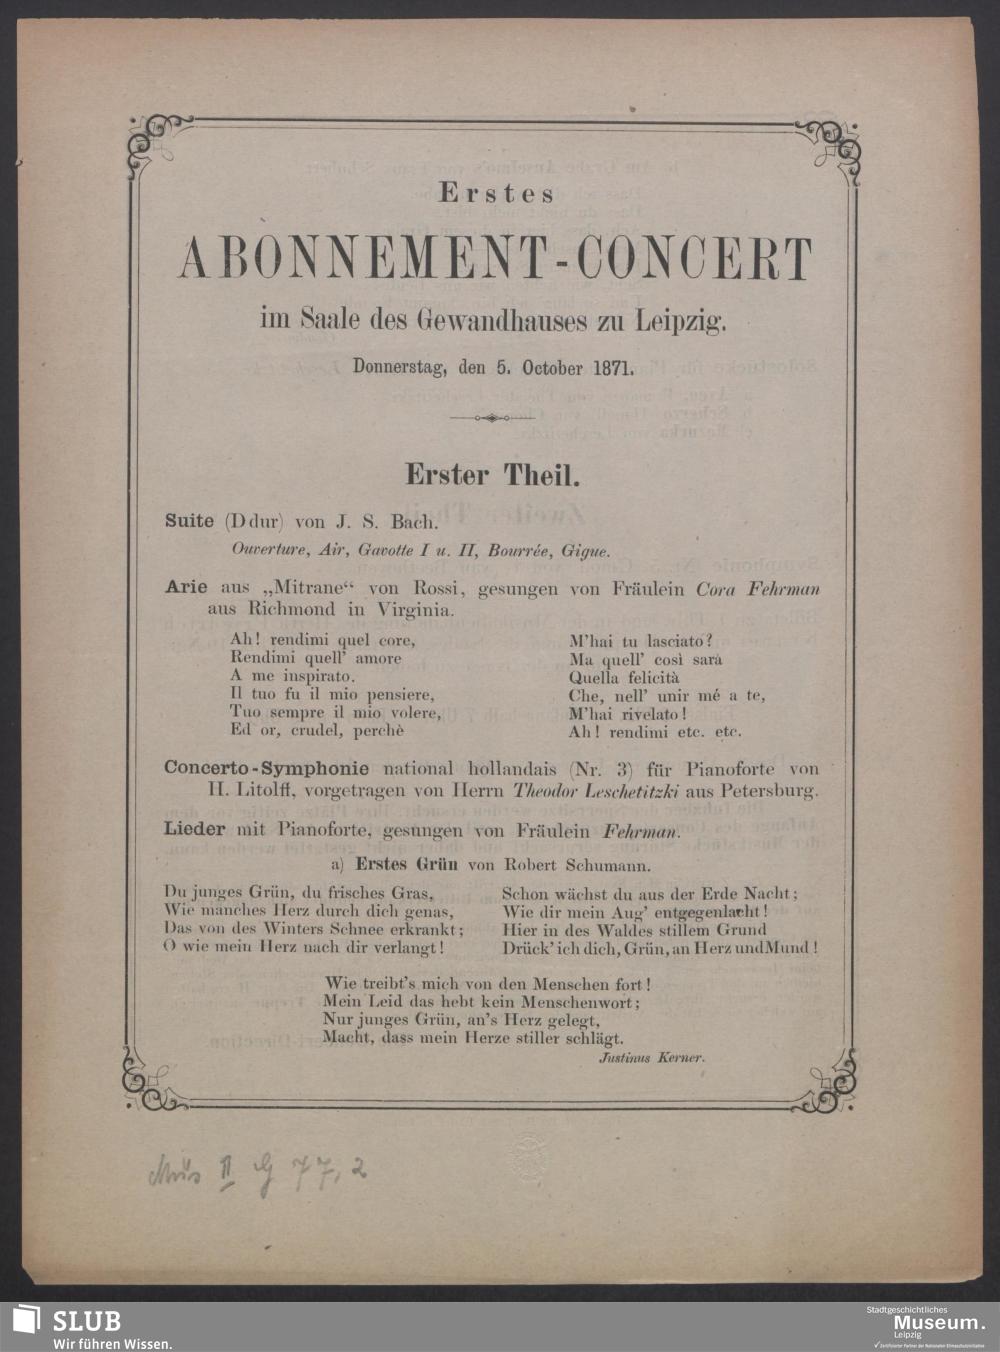 Erstes
ABONNEMENT-CONCERT
im Saale des Gewandhauses zu Leipzig.
Donnerstag, den 5. October 1871.
Erster Theil.
Suite (D dur) von J. S. Bach.
Ouverture, Air, Gavotte I u. II, Bourrée, Gigue.
Arie aus „Mitrane“ von Rossi, gesungen von Fräulein Cora Fehrman
aus Richmond in Virginia.
Ah! rendimi quel core,
Rendimi quell' amore
A me inspirato.
Il tuo fu il mio pensiere,
Tuo sempre il mio volere,
Ed or, crudel, perchè
M'hai tu lasciato?
Ma quell' così sarà
Quella felicità
Che, nell' unir mé a te,
M'hai rivelato!
Ah! rendimi etc. etc.
Concerto-Symphonie national hollandais (Nr. 3) für Pianoforte von
H. Litolff, vorgetragen von Herrn Theodor Leschetitzki aus Petersburg.
Lieder mit Pianoforte, gesungen von Fräulein Fehrman.
a) Erstes Grün von Robert Schumann.
Du junges Grün, du frisches Gras,
Wie manches Herz durch dich genas,
Das von des Winters Schnee erkrankt;
O wie mein Herz nach dir verlangt!
Schon wächst du aus der Erde Nacht;
Wie dir mein Aug' entgegenlacht!
Hier in des Waldes stillem Grund
Drück' ich dich, Grün, an Herz und Mund!
Wie treibt's mich von den Menschen fort!
Mein Leid das hebt kein Menschenwort;
Nur junges Grün, an's Herz gelegt,
Macht, dass mein Herze stiller schlägt.
Justinus Kerner.
Mus II G 77, 2
SLUB
Wir führen Wissen.
Stadtgeschichtliches
Museum.
Leipzig
Zertifizierter Partner der Nationalen Klimaschutzinitiative